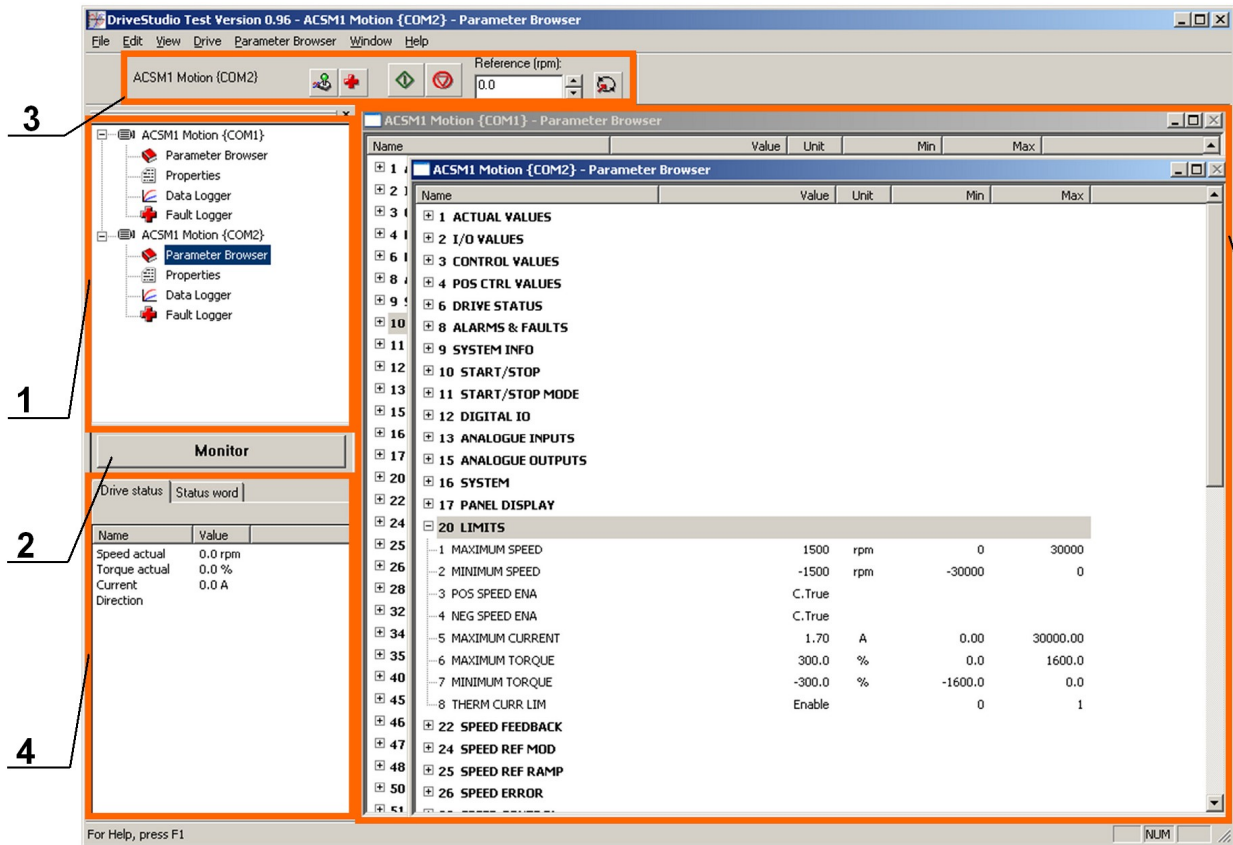 DriveStudio Test Version 0.96 - ACSM1 Motion {COM2} - Parameter Browser
File Edit View Drive Parameter Browser Window Help
ACSM1 Motion {COM2}
Reference (rpm):
0.0
3
ACSM1 Motion {COM1}
Parameter Browser
Properties
Data Logger
Fault Logger
ACSM1 Motion {COM2}
Parameter Browser
Properties
Data Logger
Fault Logger
1
Monitor
2
Drive status Status word
Name Value
Speed actual 0.0 rpm
Torque actual 0.0 %
Current 0.0 A
Direction
4
ACSM1 Motion {COM1} - Parameter Browser
Name Value Unit Min Max
1
2
3
4
6
8
9
10
11
12
13
15
16
17
20
22
24
25
26
28
32
34
35
40
45
46
47
48
50
51
ACSM1 Motion {COM2} - Parameter Browser
Name Value Unit Min Max
1 ACTUAL VALUES
2 I/O VALUES
3 CONTROL VALUES
4 POS CTRL VALUES
6 DRIVE STATUS
8 ALARMS & FAULTS
9 SYSTEM INFO
10 START/STOP
11 START/STOP MODE
12 DIGITAL IO
13 ANALOGUE INPUTS
15 ANALOGUE OUTPUTS
16 SYSTEM
17 PANEL DISPLAY
20 LIMITS
1 MAXIMUM SPEED 1500 rpm 0 30000
2 MINIMUM SPEED -1500 rpm -30000 0
3 POS SPEED ENA C.True
4 NEG SPEED ENA C.True
5 MAXIMUM CURRENT 1.70 A 0.00 30000.00
6 MAXIMUM TORQUE 300.0 % 0.0 1600.0
7 MINIMUM TORQUE -300.0 % -1600.0 0.0
8 THERM CURR LIM Enable 0 1
22 SPEED FEEDBACK
24 SPEED REF MOD
25 SPEED REF RAMP
26 SPEED ERROR
For Help, press F1
NUM